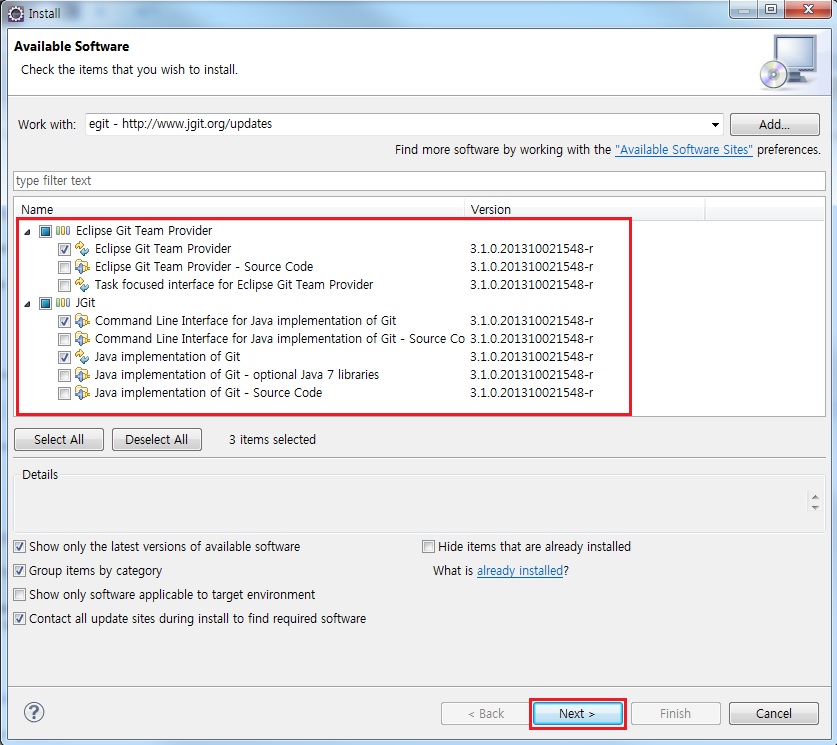 Install
Available Software
Check the items that you wish to install.
Work with: egit - http://www.jgit.org/updates Add...
Find more software by working with the "Available Software Sites" preferences.
type filter text
Name Version
Eclipse Git Team Provider
Eclipse Git Team Provider 3.1.0.201310021548-r
Eclipse Git Team Provider - Source Code 3.1.0.201310021548-r
Task focused interface for Eclipse Git Team Provider 3.1.0.201310021548-r
JGit
Command Line Interface for Java implementation of Git 3.1.0.201310021548-r
Command Line Interface for Java implementation of Git - Source Co 3.1.0.201310021548-r
Java implementation of Git 3.1.0.201310021548-r
Java implementation of Git - optional Java 7 libraries 3.1.0.201310021548-r
Java implementation of Git - Source Code 3.1.0.201310021548-r
Select All Deselect All 3 items selected
Details
Show only the latest versions of available software Hide items that are already installed
Group items by category What is already installed?
Show only software applicable to target environment
Contact all update sites during install to find required software
? < Back Next > Finish Cancel